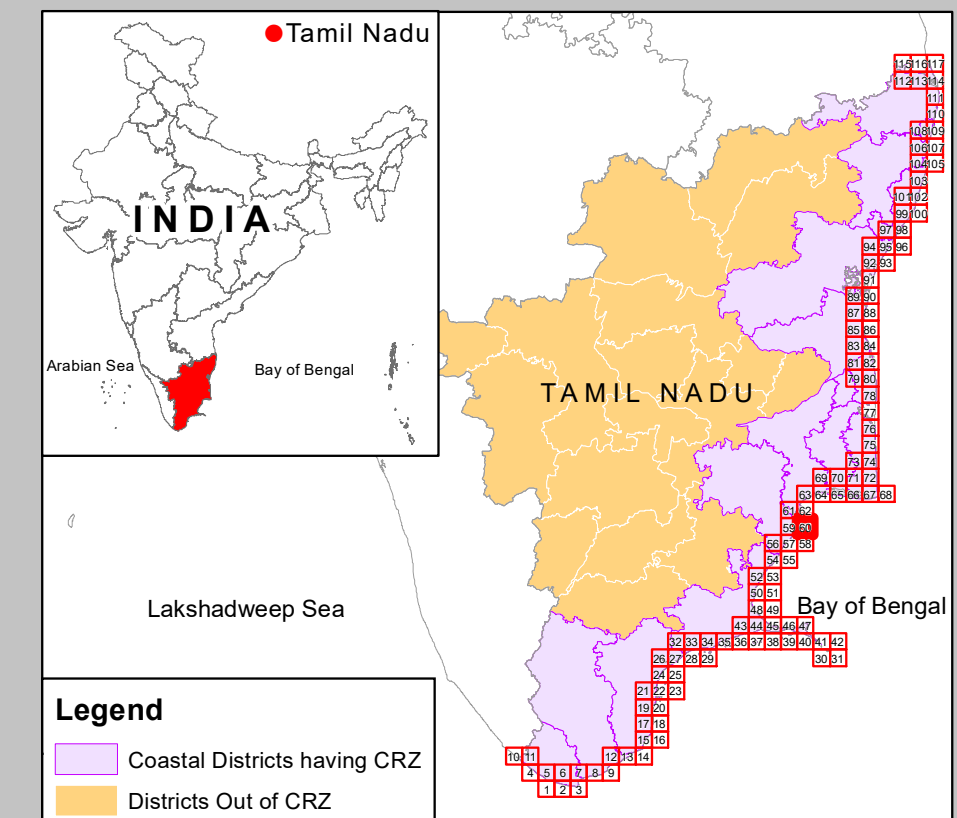 Tamil Nadu
INDIA
Arabian Sea
Bay of Bengal
115 116 117
112 113 114
111
110
108 109
106 107
104 105
103
101 102
99 100
97 98
94 95 96
92 93
91
89 90
87 88
85 86
83 84
81 82
79 80
TAMIL NADU
78
77
76
75
73 74
69 70 71 72
63 64 65 66 67 68
61 62
59 60
56 57 58
54 55
52 53
50 51
48 49
Lakshadweep Sea
Bay of Bengal
43 44 45 46 47
32 33 34 35 36 37 38 39 40 41 42
26 27 28 29
30 31
24 25
21 22 23
19 20
17 18
15 16
10 11
12 13 14
4 5 6 7 8 9
1 2 3
Legend
Coastal Districts having CRZ
Districts Out of CRZ